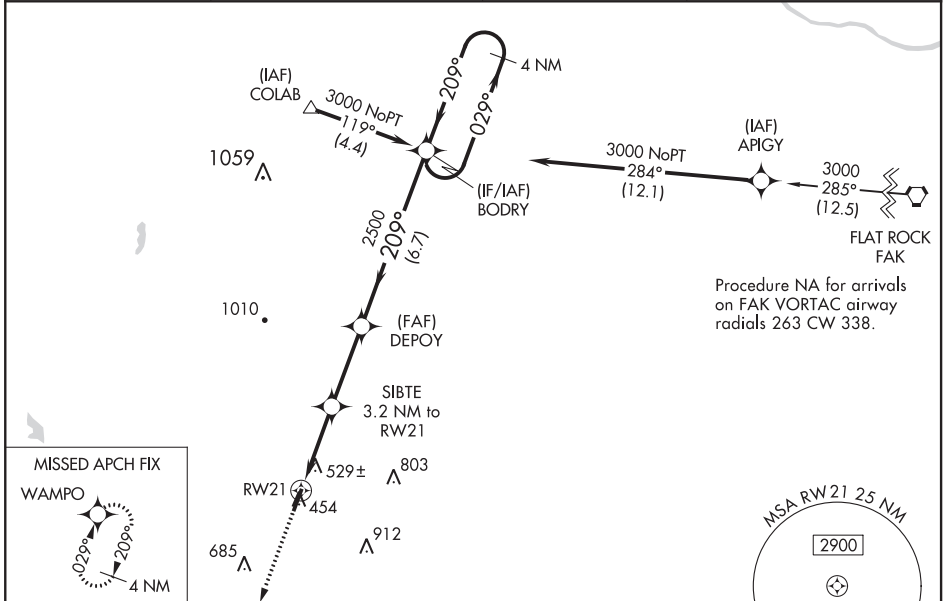 4 NM
209°
029°
(IAF)
COLAB
3000 NoPT
119°
(4.4)
1059
(IF/IAF)
BODRY
3000 NoPT
284°
(12.1)
(IAF)
APIGY
3000
285°
(12.5)
FLAT ROCK
FAK
Procedure NA for arrivals
on FAK VORTAC airway
radials 263 CW 338.
2500
209°
(6.7)
1010
(FAF)
DEPOY
SIBTE
3.2 NM to
RW21
529±
803
RW21
454
912
685
MISSED APCH FIX
WAMPO
029°
209°
4 NM
MSA RW21 25 NM
2900